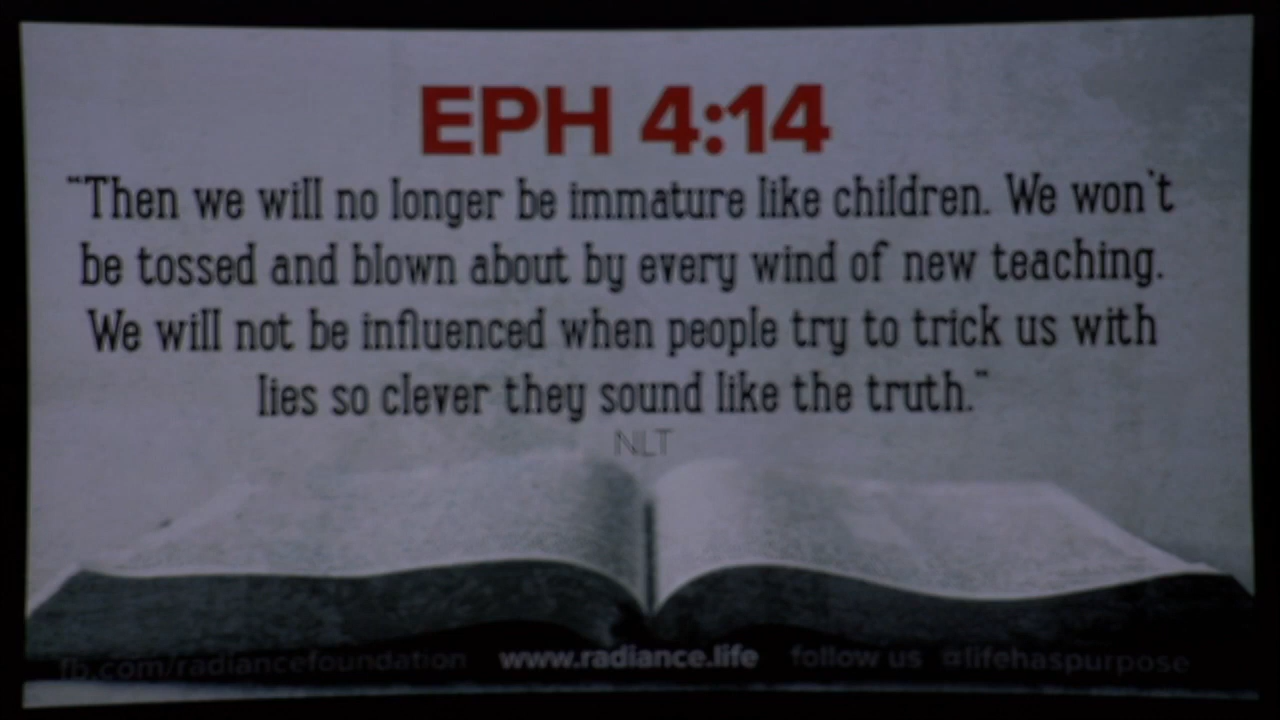 EPH 4:14
"Then we will no longer be immature like children. We won't
be tossed and blown about by every wind of new teaching.
We will not be influenced when people try to trick us with
lies so clever they sound like the truth."
NLT
fb.com/radiancefoundation www.radiance.life follow us @lifehaspurpose